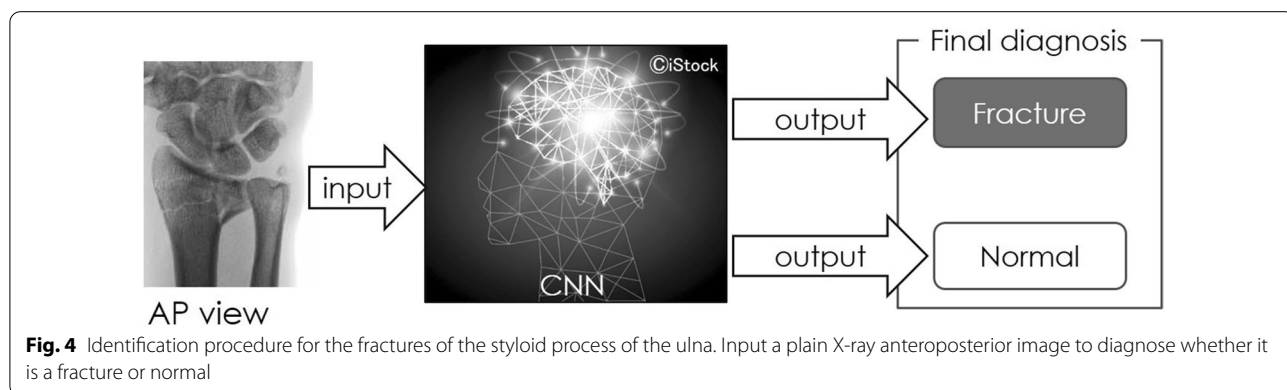 ©iStock
Final diagnosis
output
Fracture
input
output
Normal
CNN
AP view
Fig. 4 Identification procedure for the fractures of the styloid process of the ulna. Input a plain X-ray anteroposterior image to diagnose whether it
is a fracture or normal